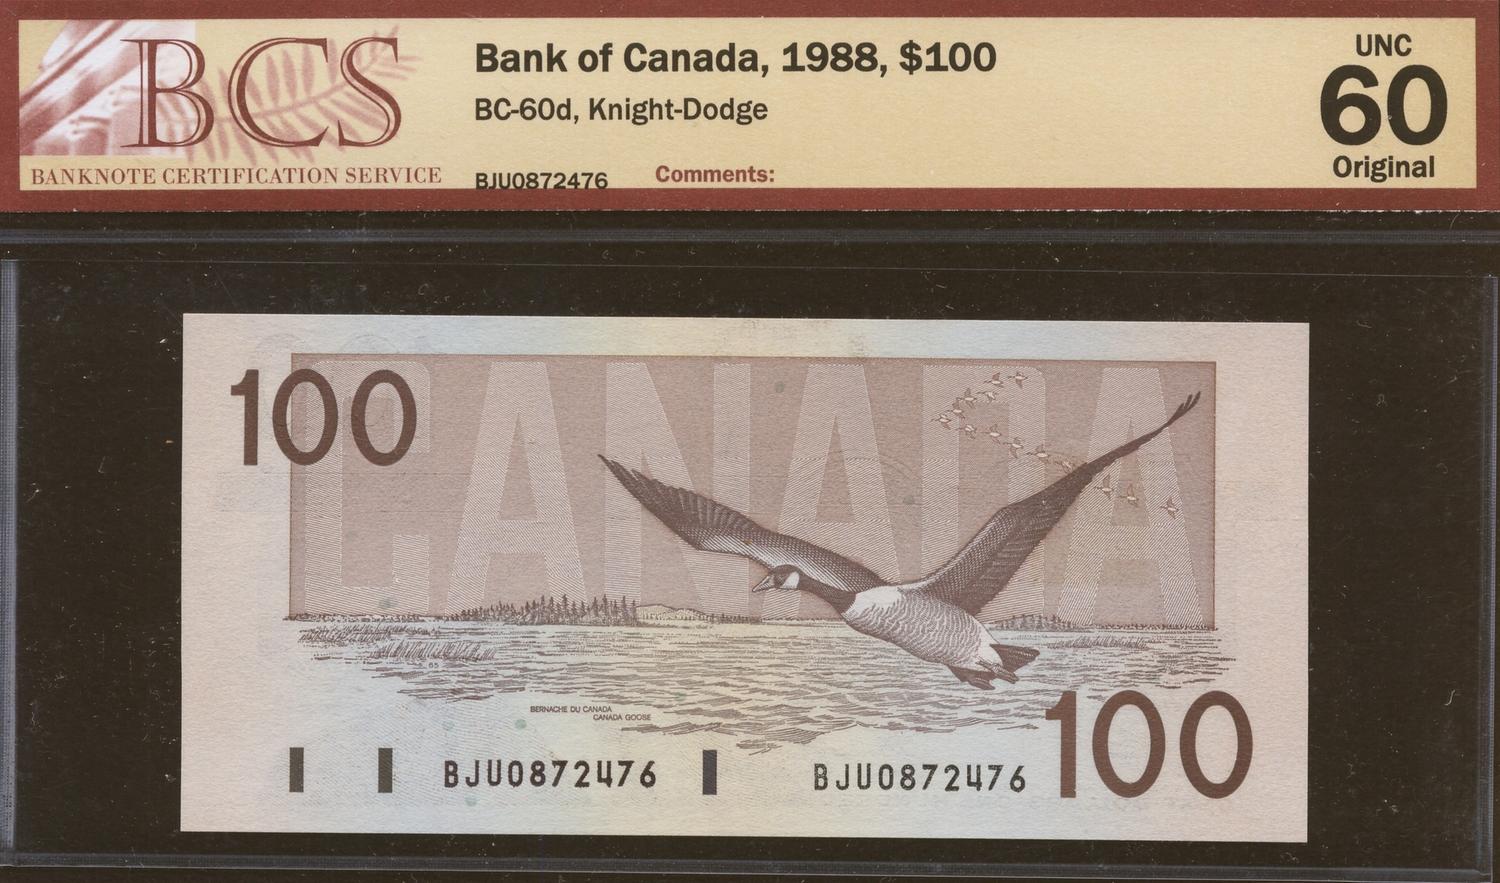 BCS
BANKNOTE CERTIFICATION SERVICE
Bank of Canada, 1988, $100
BC-60d, Knight-Dodge
BJU0872476
Comments:
UNC
60
Original
100
CANADA
65
BERNACHE DU CANADA
CANADA GOOSE
BJU0872476
BJU0872476
100